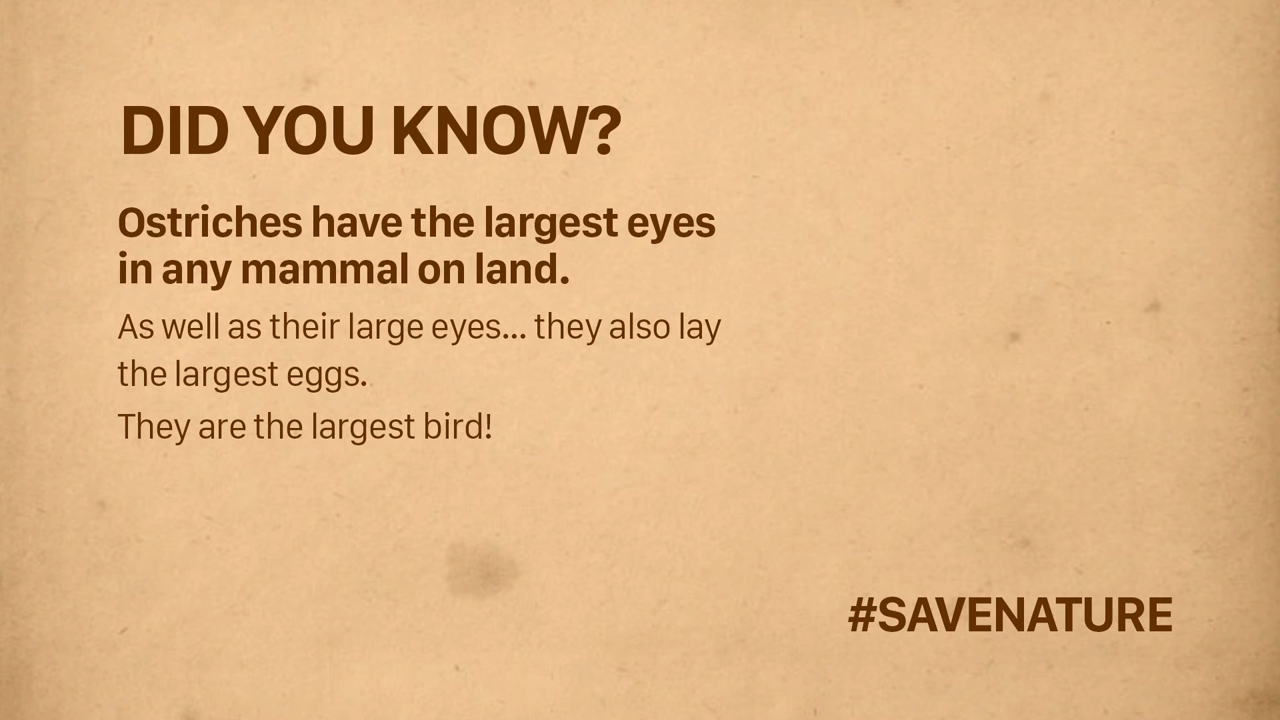 DID YOU KNOW?
Ostriches have the largest eyes
in any mammal on land.
As well as their large eyes... they also lay
the largest eggs.
They are the largest bird!
#SAVENATURE